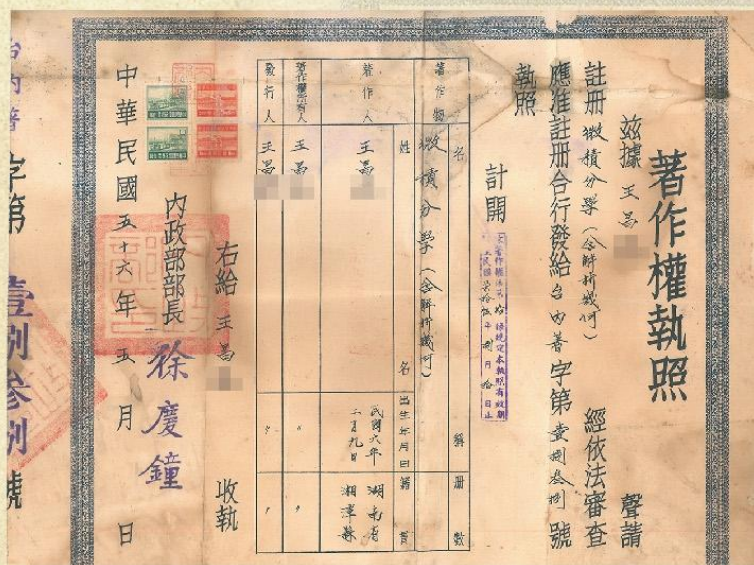 著作權執照
茲據 王昌 聲請
註冊 微積分學(含解析幾何) 經依法審查
應准註冊合行發給 台內著字第 壹捌叁捌 號
執照
計開
著作物 名 稱 冊 數
微積分學(含解析幾何)
姓 名 出生年月日 籍貫
著作人 王昌 民國六年二月九日 湖南省湘潭縣
著作權所有人 王昌 〃 〃
發行人 王昌 〃 〃
右給 王昌 收執
內政部部長 徐慶鐘
中華民國五十六年五月 日
台內著字第 壹捌叁捌 號